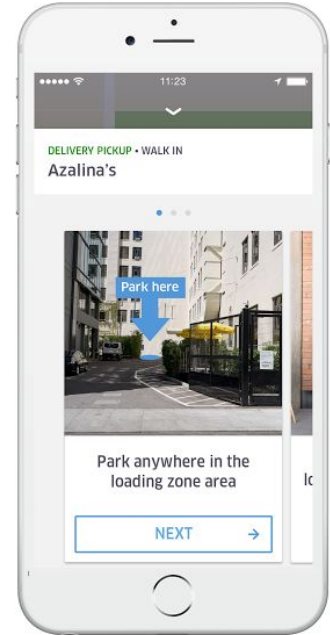 11:23
DELIVERY PICKUP • WALK IN
Azalina's
Park here
Park anywhere in the
loading zone area
NEXT